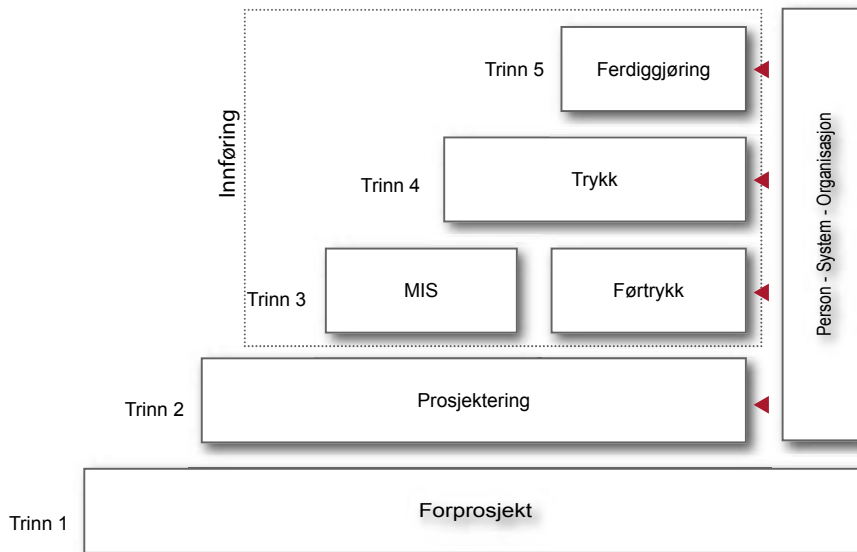 Trinn 5
Ferdiggjøring
Innføring
Trinn 4
Trykk
Trinn 3
MIS
Førtrykk
Person - System - Organisasjon
Trinn 2
Prosjektering
Trinn 1
Forprosjekt